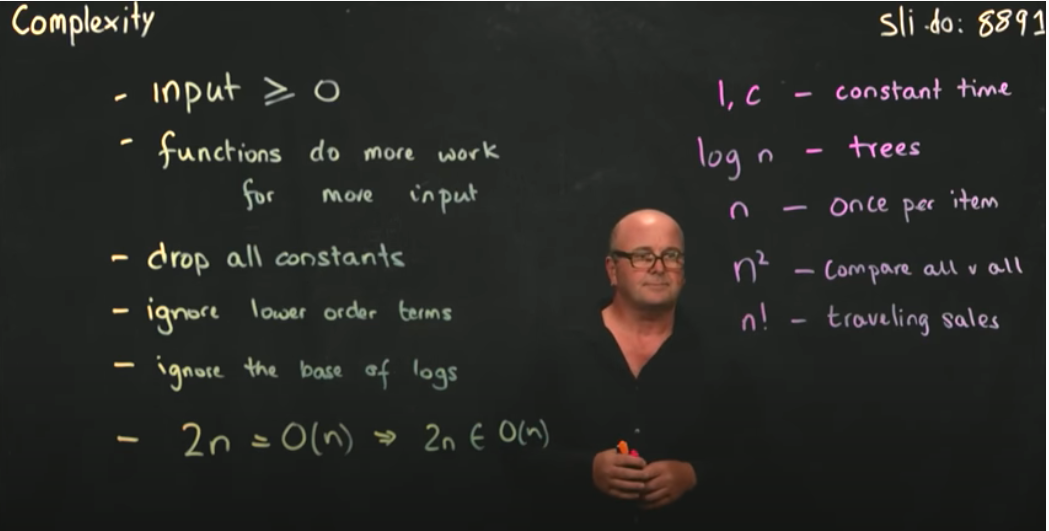 Complexity
- input ≥ 0
- functions do more work
for more input
- drop all constants
- ignore lower order terms
- ignore the base of logs
- 2n = O(n) ⇒ 2n ∈ O(n)
Sli.do: 8891
1, c - constant time
log n - trees
n - once per item
n² - Compare all v all
n! - traveling sales